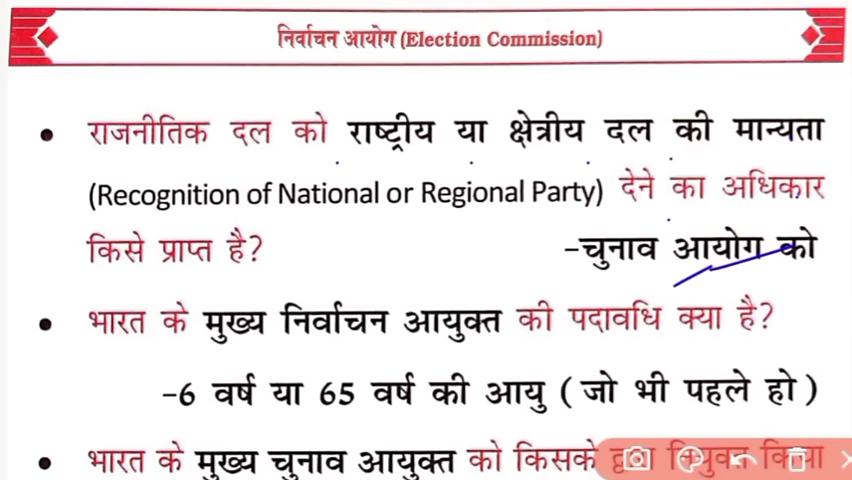 निर्वाचन आयोग (Election Commission)
• राजनीतिक दल को राष्ट्रीय या क्षेत्रीय दल की मान्यता
(Recognition of National or Regional Party) देने का अधिकार
किसे प्राप्त है? -चुनाव आयोग को
• भारत के मुख्य निर्वाचन आयुक्त की पदावधि क्या है?
-6 वर्ष या 65 वर्ष की आयु (जो भी पहले हो)
• भारत के मुख्य चुनाव आयुक्त को किसके द्वारा नियुक्त किया